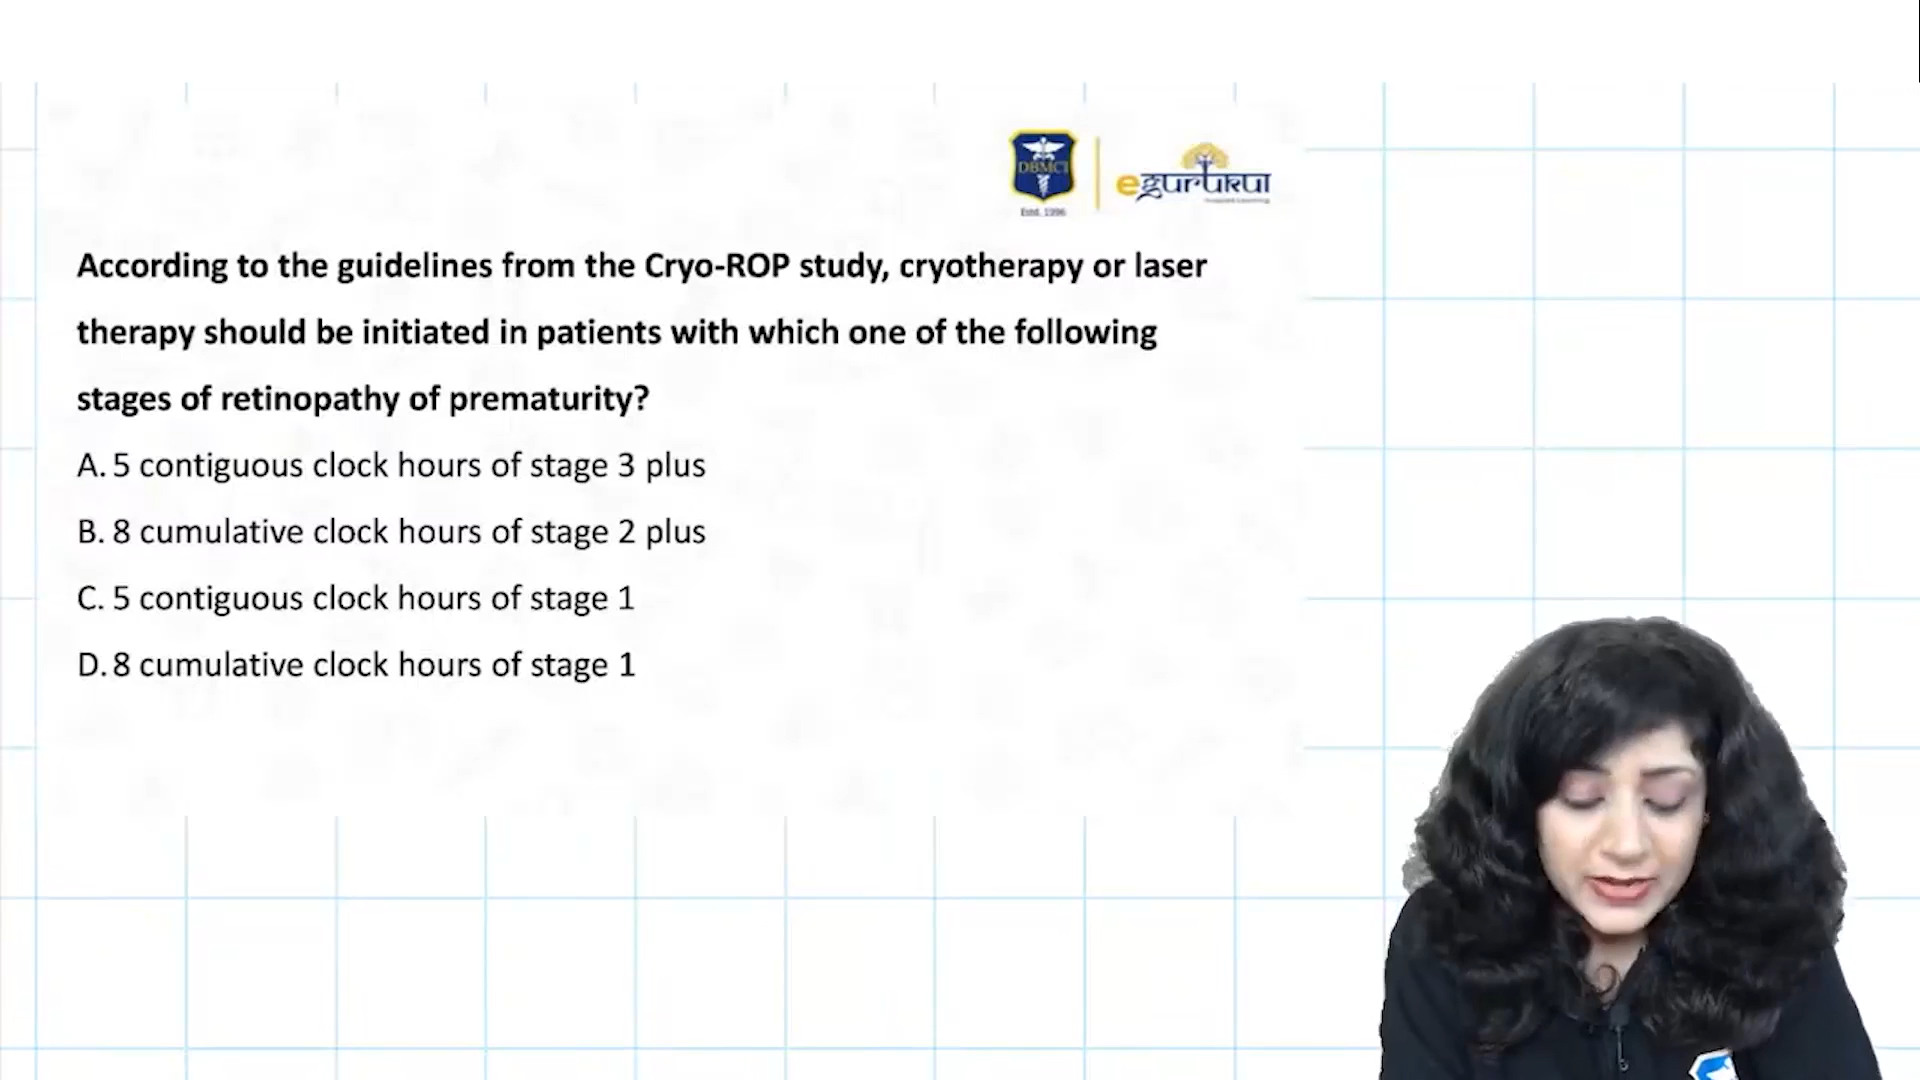 DBMCI
Estd. 1996
egurukul
According to the guidelines from the Cryo-ROP study, cryotherapy or laser
therapy should be initiated in patients with which one of the following
stages of retinopathy of prematurity?
A. 5 contiguous clock hours of stage 3 plus
B. 8 cumulative clock hours of stage 2 plus
C. 5 contiguous clock hours of stage 1
D. 8 cumulative clock hours of stage 1